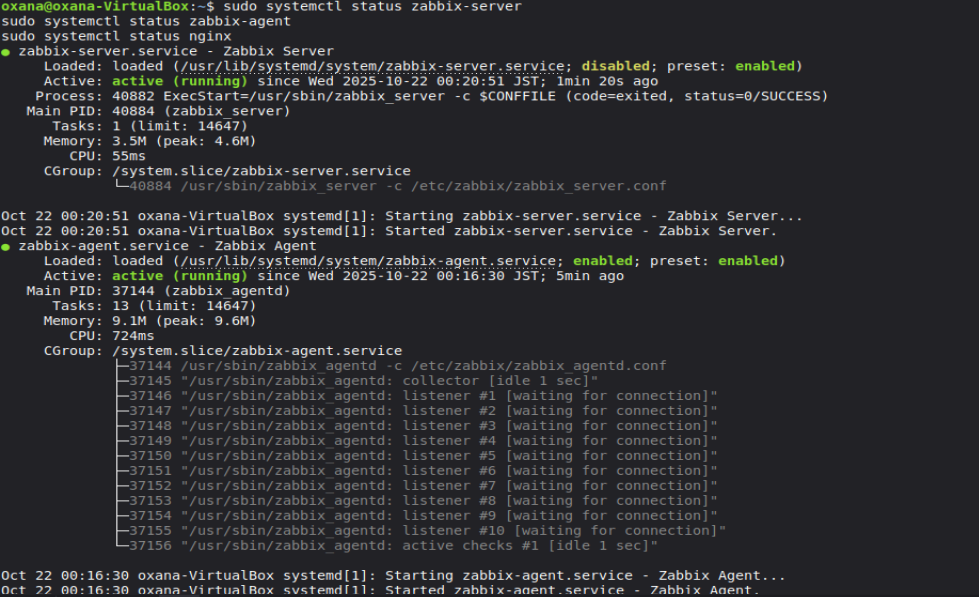 oxana@oxana-VirtualBox:~$ sudo systemctl status zabbix-server
sudo systemctl status zabbix-agent
sudo systemctl status nginx
● zabbix-server.service - Zabbix Server
     Loaded: loaded (/usr/lib/systemd/system/zabbix-server.service; disabled; preset: enabled)
     Active: active (running) since Wed 2025-10-22 00:20:51 JST; 1min 20s ago
    Process: 40882 ExecStart=/usr/sbin/zabbix_server -c $CONFFILE (code=exited, status=0/SUCCESS)
   Main PID: 40884 (zabbix_server)
      Tasks: 1 (limit: 14647)
     Memory: 3.5M (peak: 4.6M)
        CPU: 55ms
     CGroup: /system.slice/zabbix-server.service
             └─40884 /usr/sbin/zabbix_server -c /etc/zabbix/zabbix_server.conf
Oct 22 00:20:51 oxana-VirtualBox systemd[1]: Starting zabbix-server.service - Zabbix Server...
Oct 22 00:20:51 oxana-VirtualBox systemd[1]: Started zabbix-server.service - Zabbix Server.
● zabbix-agent.service - Zabbix Agent
     Loaded: loaded (/usr/lib/systemd/system/zabbix-agent.service; enabled; preset: enabled)
     Active: active (running) since Wed 2025-10-22 00:16:30 JST; 5min ago
   Main PID: 37144 (zabbix_agentd)
      Tasks: 13 (limit: 14647)
     Memory: 9.1M (peak: 9.6M)
        CPU: 724ms
     CGroup: /system.slice/zabbix-agent.service
             ├─37144 /usr/sbin/zabbix_agentd -c /etc/zabbix/zabbix_agentd.conf
             ├─37145 "/usr/sbin/zabbix_agentd: collector [idle 1 sec]"
             ├─37146 "/usr/sbin/zabbix_agentd: listener #1 [waiting for connection]"
             ├─37147 "/usr/sbin/zabbix_agentd: listener #2 [waiting for connection]"
             ├─37148 "/usr/sbin/zabbix_agentd: listener #3 [waiting for connection]"
             ├─37149 "/usr/sbin/zabbix_agentd: listener #4 [waiting for connection]"
             ├─37150 "/usr/sbin/zabbix_agentd: listener #5 [waiting for connection]"
             ├─37151 "/usr/sbin/zabbix_agentd: listener #6 [waiting for connection]"
             ├─37152 "/usr/sbin/zabbix_agentd: listener #7 [waiting for connection]"
             ├─37153 "/usr/sbin/zabbix_agentd: listener #8 [waiting for connection]"
             ├─37154 "/usr/sbin/zabbix_agentd: listener #9 [waiting for connection]"
             ├─37155 "/usr/sbin/zabbix_agentd: listener #10 [waiting for connection]"
             └─37156 "/usr/sbin/zabbix_agentd: active checks #1 [idle 1 sec]"
Oct 22 00:16:30 oxana-VirtualBox systemd[1]: Starting zabbix-agent.service - Zabbix Agent...
Oct 22 00:16:30 oxana-VirtualBox systemd[1]: Started zabbix-agent.service - Zabbix Agent.